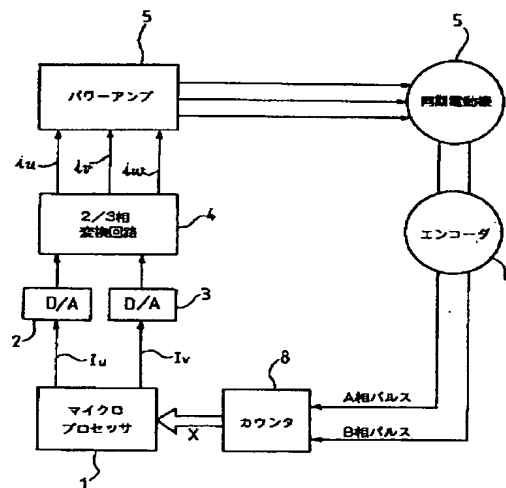 5
5
パワーアンプ
同期電動機
iu
iv
iw
2/3相
変換回路
4
エンコーダ
D/A
D/A
2
3
Iu
Iv
8
A相パルス
マイクロ
プロセッサ
X
カウンタ
B相パルス
1